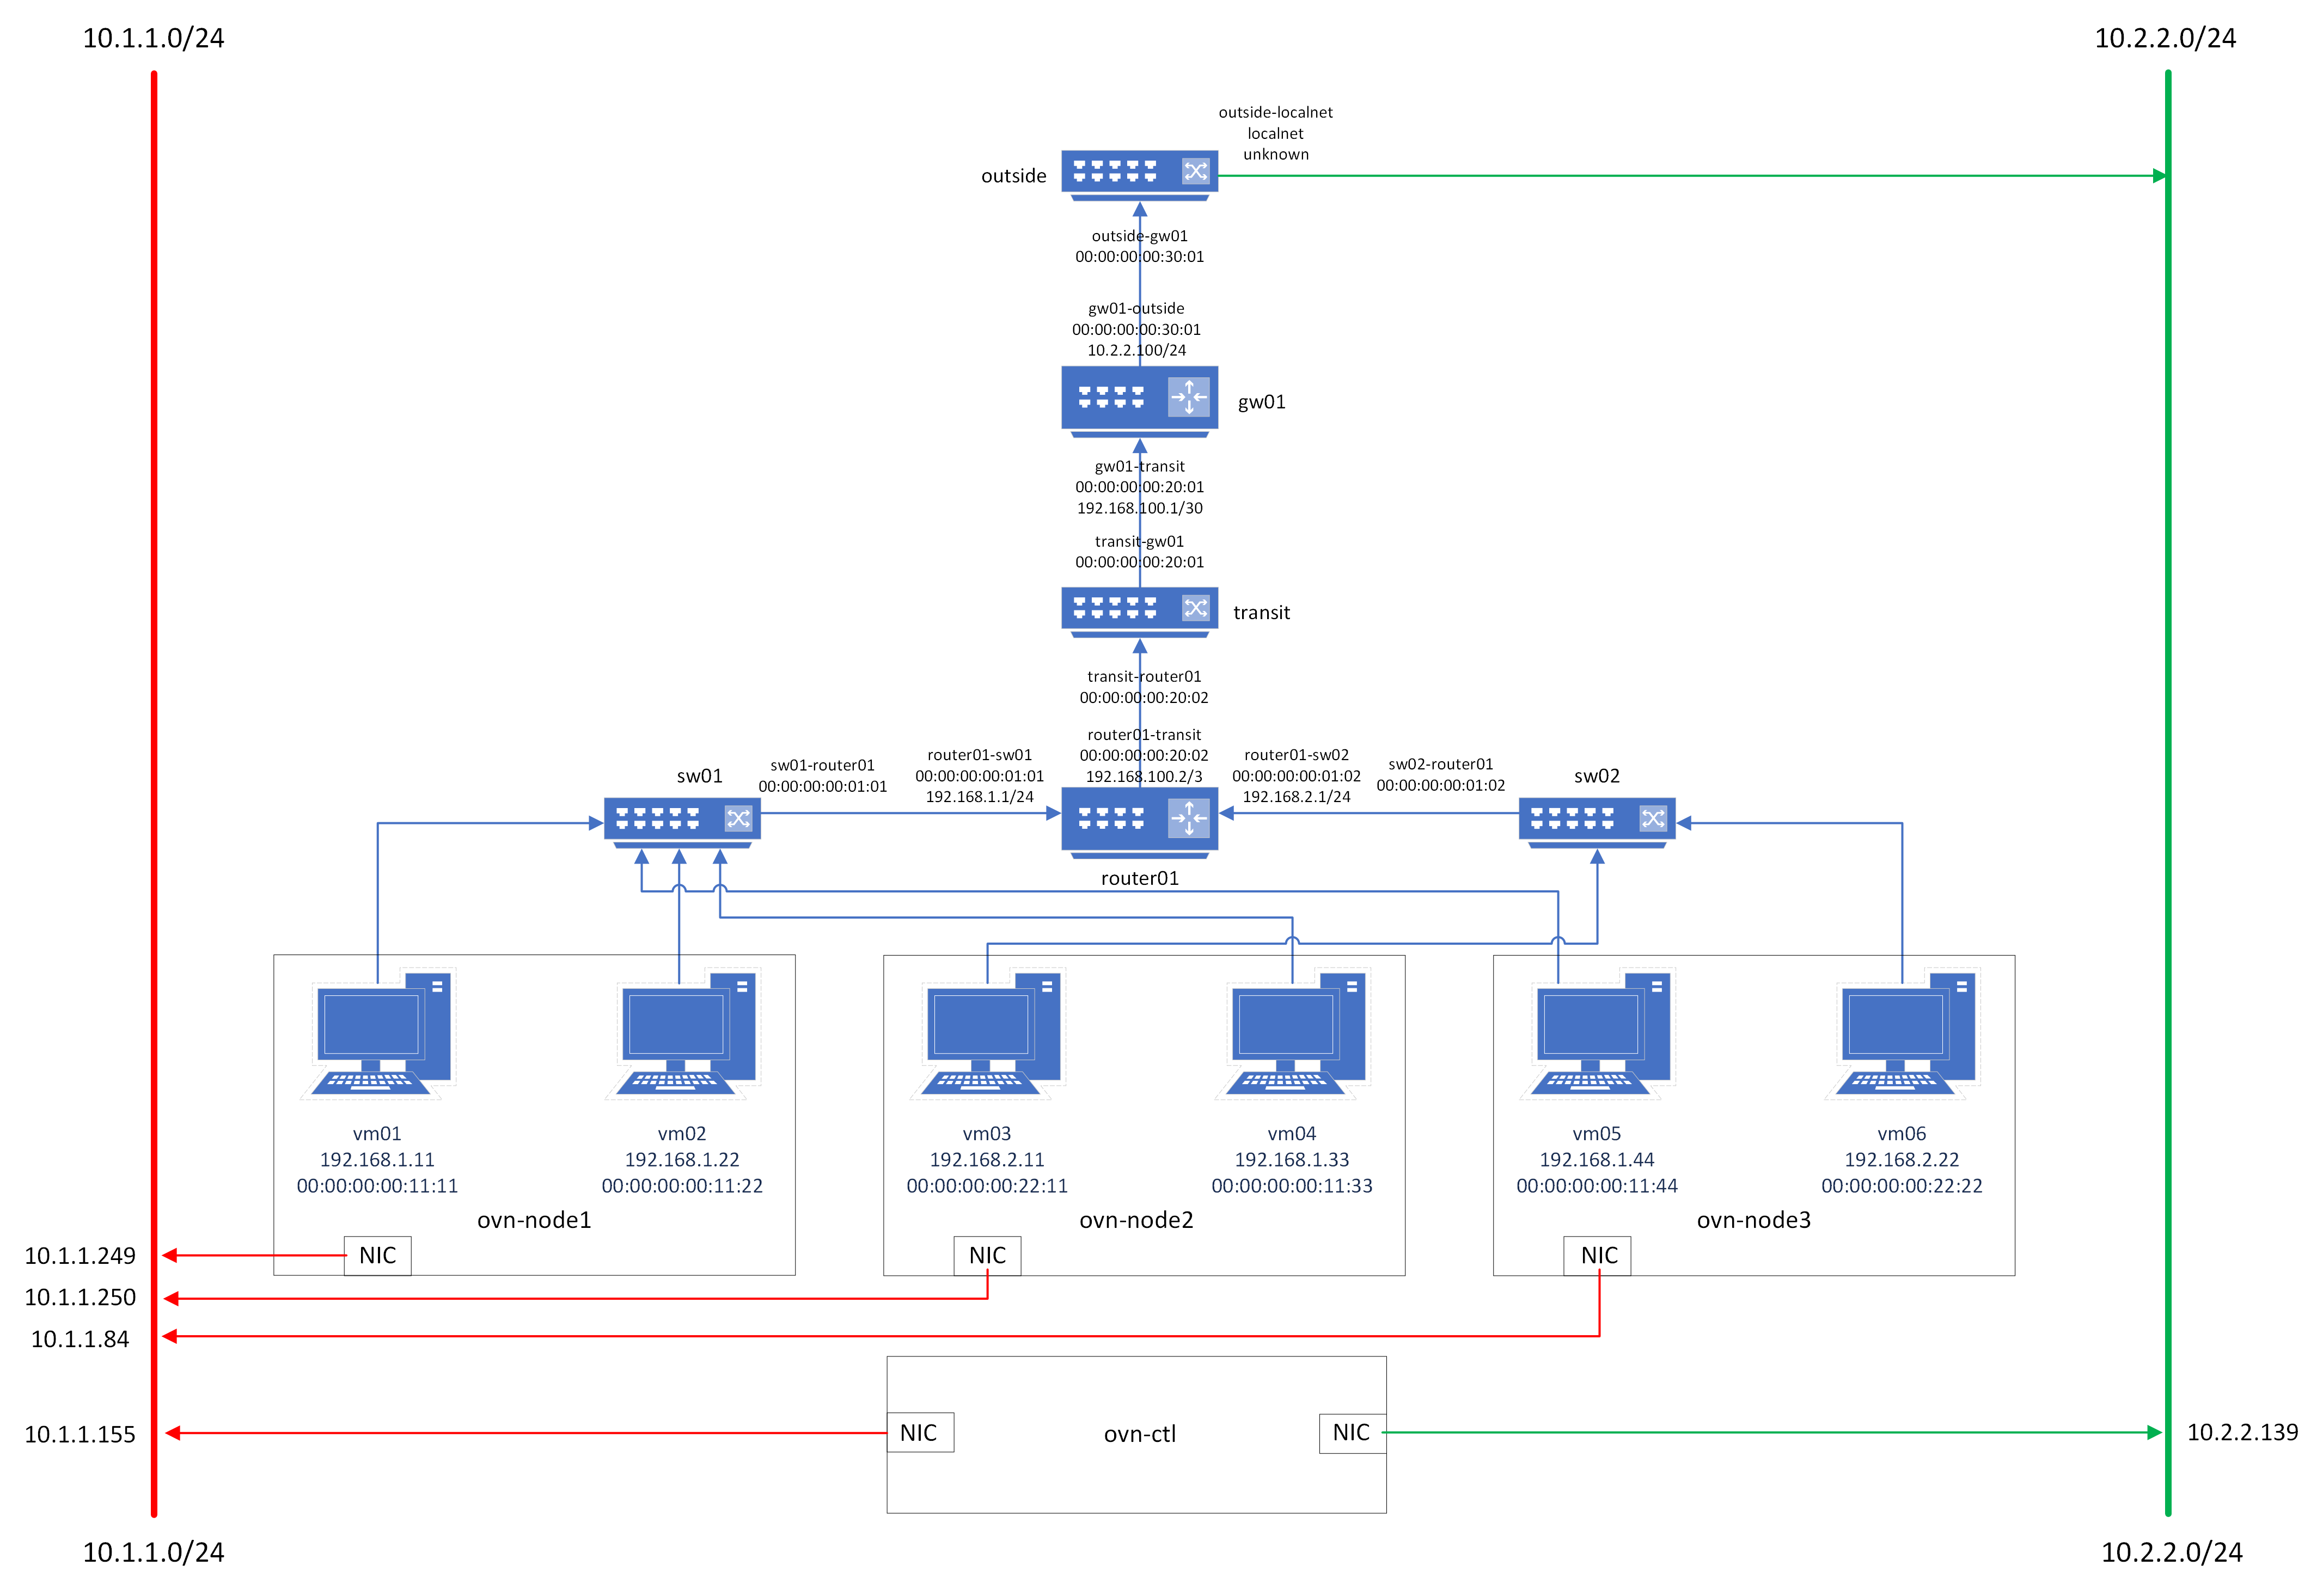 10.1.1.0/24
10.2.2.0/24
outside-localnet
localnet
unknown
outside
outside-gw01
00:00:00:00:30:01
gw01-outside
00:00:00:00:30:01
10.2.2.100/24
gw01
gw01-transit
00:00:00:00:20:01
192.168.100.1/30
transit-gw01
00:00:00:00:20:01
transit
transit-router01
00:00:00:00:20:02
router01-transit
00:00:00:00:20:02
192.168.100.2/3
sw01
sw01-router01
00:00:00:00:01:01
router01-sw01
00:00:00:00:01:01
192.168.1.1/24
router01-sw02
00:00:00:00:01:02
192.168.2.1/24
sw02-router01
00:00:00:00:01:02
sw02
router01
vm01
192.168.1.11
00:00:00:00:11:11
vm02
192.168.1.22
00:00:00:00:11:22
ovn-node1
NIC
vm03
192.168.2.11
00:00:00:00:22:11
vm04
192.168.1.33
00:00:00:00:11:33
ovn-node2
NIC
vm05
192.168.1.44
00:00:00:00:11:44
vm06
192.168.2.22
00:00:00:00:22:22
ovn-node3
NIC
10.1.1.249
10.1.1.250
10.1.1.84
10.1.1.155
NIC
ovn-ctl
NIC
10.2.2.139
10.1.1.0/24
10.2.2.0/24